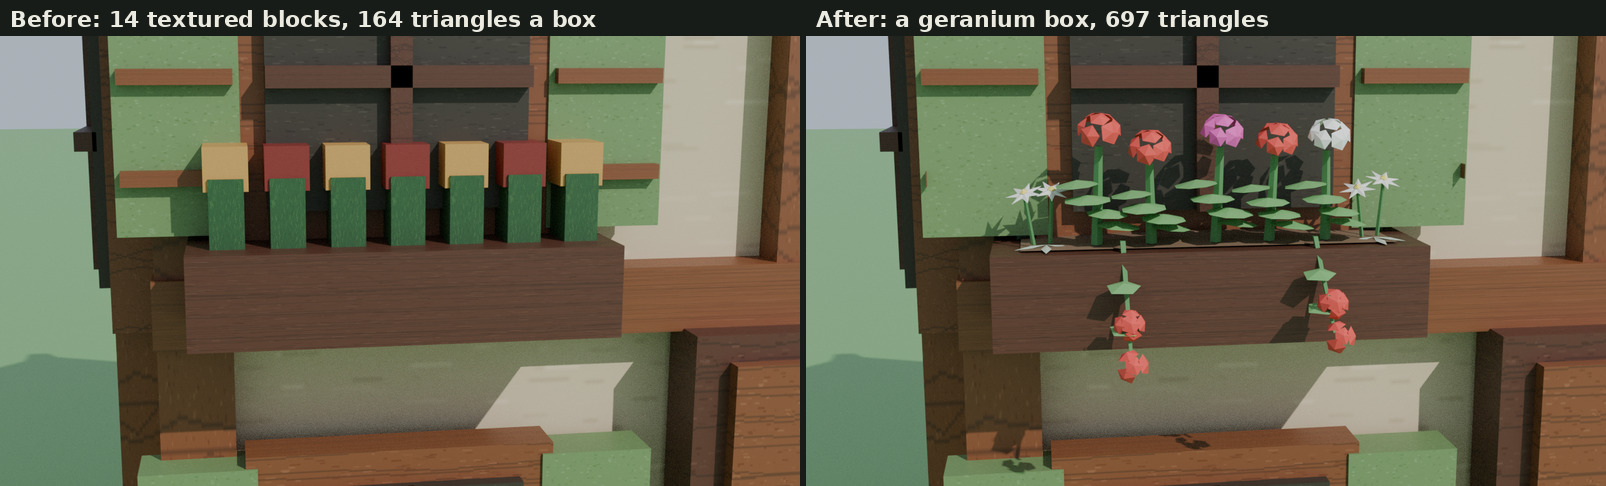 Before: 14 textured blocks, 164 triangles a box
After: a geranium box, 697 triangles